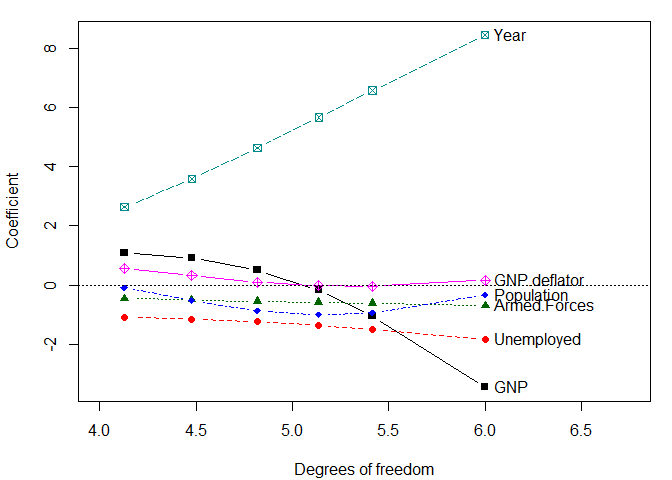 8
6
4
2
0
-2
Coefficient
Year
GNP deflator
Population
Armed.Forces
Unemployed
GNP
4.0 4.5 5.0 5.5 6.0 6.5
Degrees of freedom